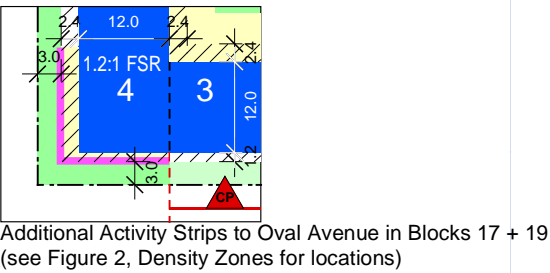 2.4 12.0 2.4
2.4
3.0
1.2:1 FSR
4 3
12.0
1.2
3.0
CP
Additional Activity Strips to Oval Avenue in Blocks 17 + 19
(see Figure 2, Density Zones for locations)